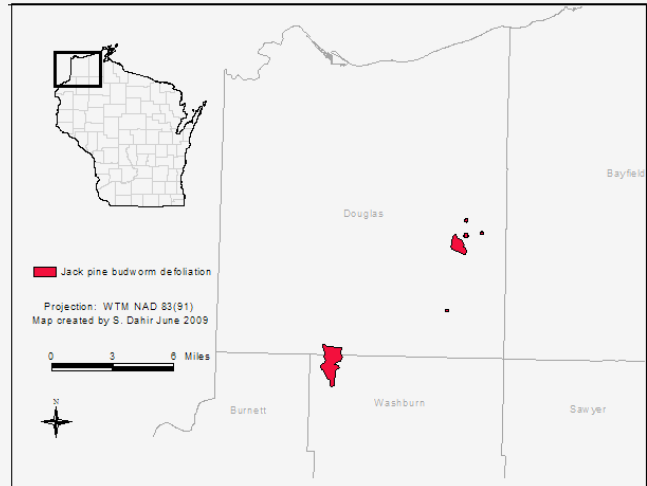 Bayfield
Douglas
Jack pine budworm defoliation
Projection: WTM NAD 83(91)
Map created by S. Dahir June 2009
0 3 6 Miles
N
Burnett
Washburn
Sawyer